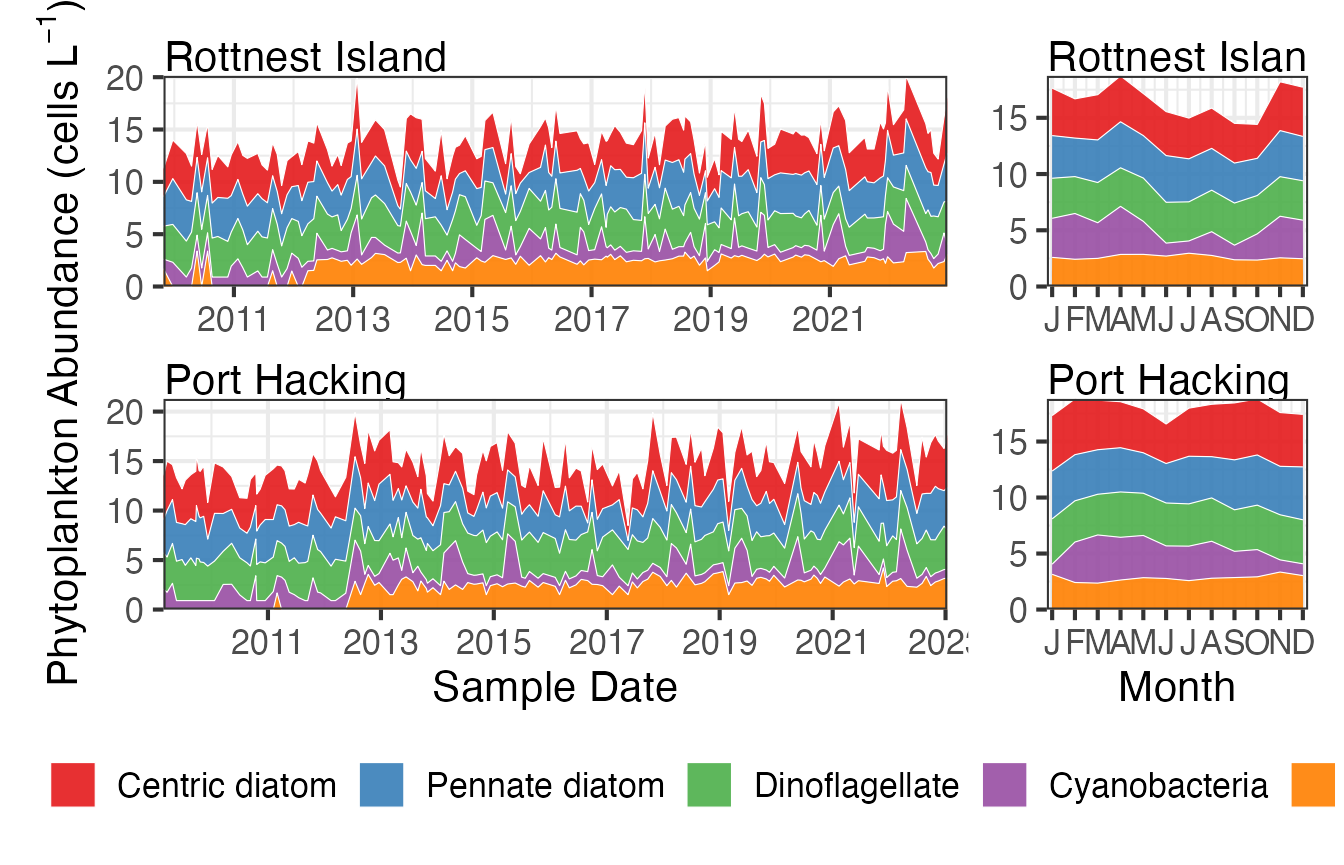 Phytoplankton Abundance (cells L⁻¹)
Rottnest Island
20
15
10
5
0
2011 2013 2015 2017 2019 2021
Rottnest Islan
15
10
5
0
J F M A M J J A S O N D
Port Hacking
20
15
10
5
0
2011 2013 2015 2017 2019 2021 202
Sample Date
Port Hacking
15
10
5
0
J F M A M J J A S O N D
Month
Centric diatom Pennate diatom Dinoflagellate Cyanobacteria